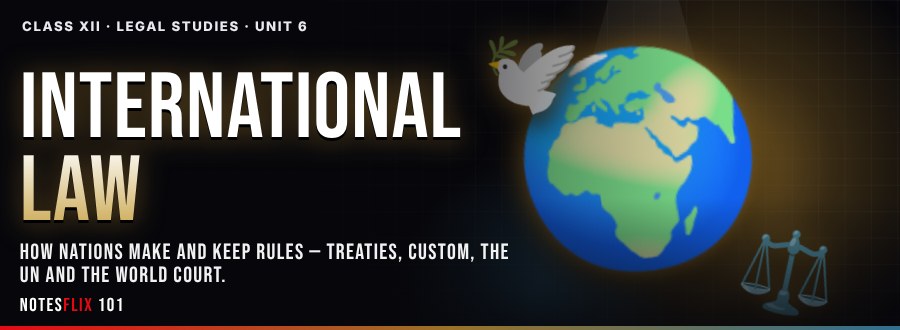 CLASS XII · LEGAL STUDIES · UNIT 6
INTERNATIONAL
LAW
HOW NATIONS MAKE AND KEEP RULES – TREATIES, CUSTOM, THE
UN AND THE WORLD COURT.
NOTESFLIX 101